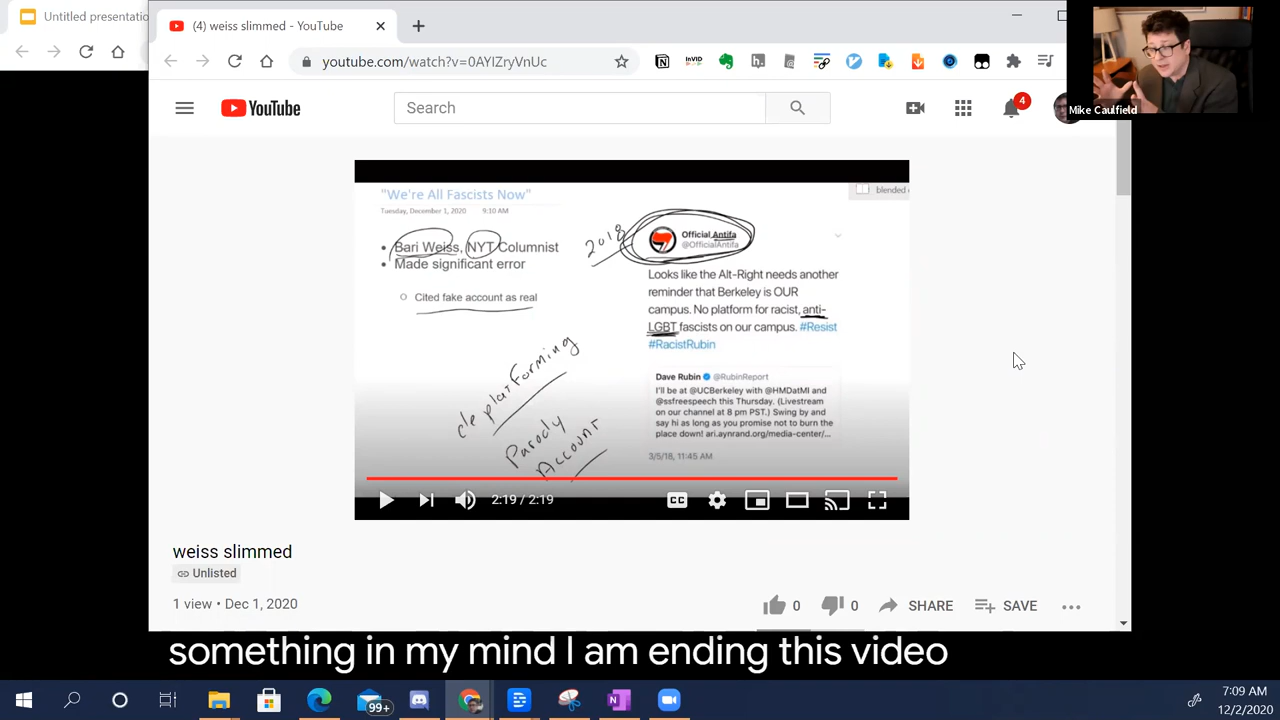 Untitled presentation
(4) weiss slimmed - YouTube
youtube.com/watch?v=0AYIZryVnUc
InVID
Mike Caulfield
YouTube
Search
4
"We're All Fascists Now"
Tuesday, December 1, 2020 9:10 AM
Bari Weiss, NYT Columnist
Made significant error
Cited fake account as real
deplatforming
Parody
Account
2018
blended
Official Antifa
@OfficialAntifa
Looks like the Alt-Right needs another
reminder that Berkeley is OUR
campus. No platform for racist, anti-
LGBT fascists on our campus. #Resist
#RacistRubin
Dave Rubin @RubinReport
I'll be at @UCBerkeley with @HMDatMI and
@ssfreespeech this Thursday. (Livestream
on our channel at 8 pm PST.) Swing by and
say hi as long as you promise not to burn the
place down! ari.aynrand.org/media-center/...
3/5/18, 11:45 AM
2:19 / 2:19
CC
weiss slimmed
Unlisted
1 view • Dec 1, 2020
0 0 SHARE SAVE
something in my mind I am ending this video
99+
7:09 AM
12/2/2020